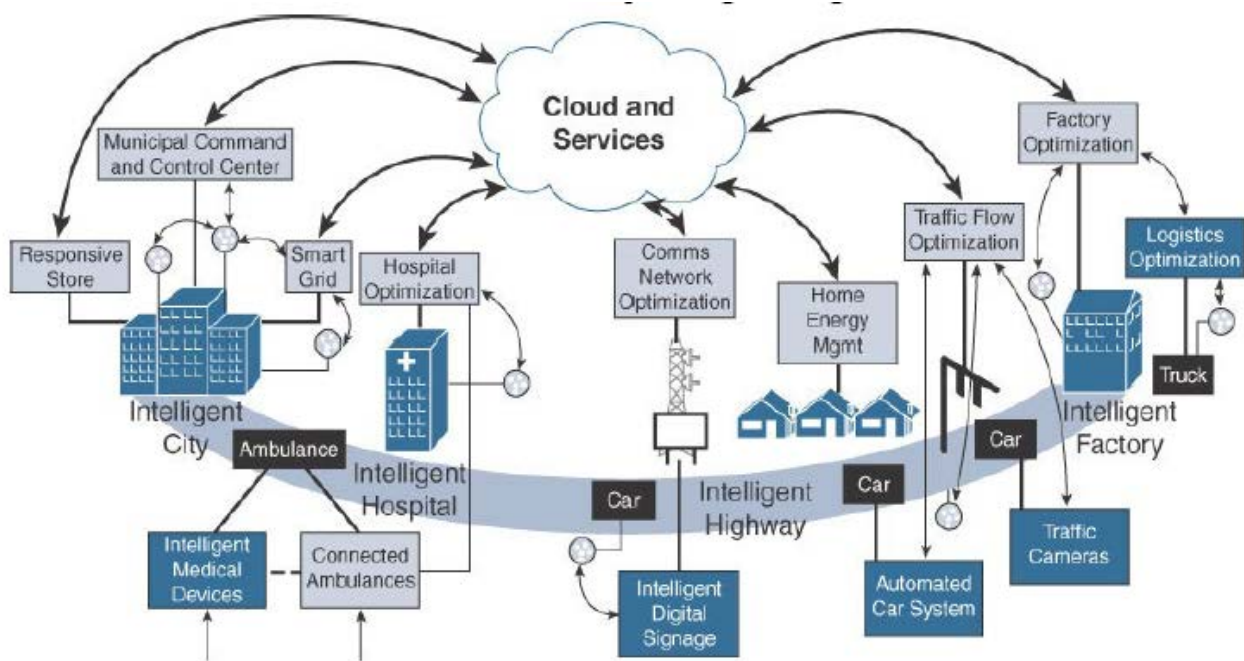 Cloud and
Services
Municipal Command
and Control Center
Factory
Optimization
Responsive
Store
Smart
Grid
Hospital
Optimization
Comms
Network
Optimization
Home
Energy
Mgmt
Traffic Flow
Optimization
Logistics
Optimization
Truck
Intelligent
City
Ambulance
Intelligent
Hospital
Car
Intelligent
Highway
Car
Car
Intelligent
Factory
Intelligent
Medical
Devices
Connected
Ambulances
Intelligent
Digital
Signage
Automated
Car System
Traffic
Cameras